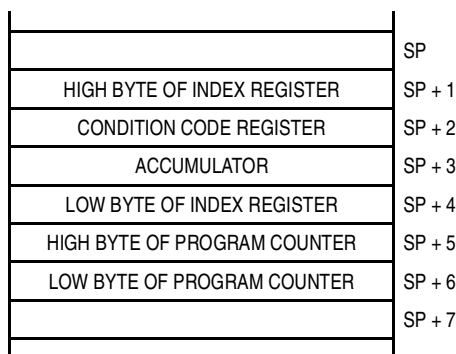 SP
HIGH BYTE OF INDEX REGISTER SP + 1
CONDITION CODE REGISTER SP + 2
ACCUMULATOR SP + 3
LOW BYTE OF INDEX REGISTER SP + 4
HIGH BYTE OF PROGRAM COUNTER SP + 5
LOW BYTE OF PROGRAM COUNTER SP + 6
SP + 7